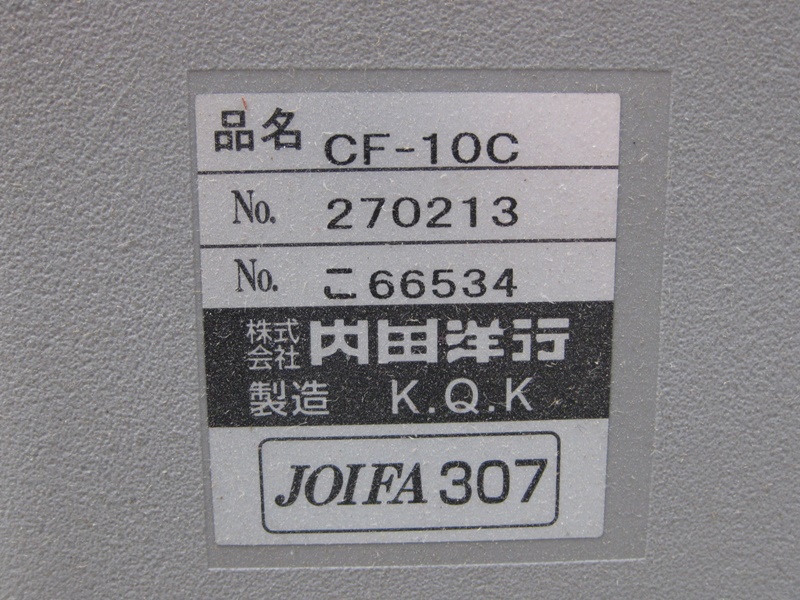 品名 CF-10C
No. 270213
No. こ66534
株式会社 内田洋行
製造 K.Q.K
JOIFA 307